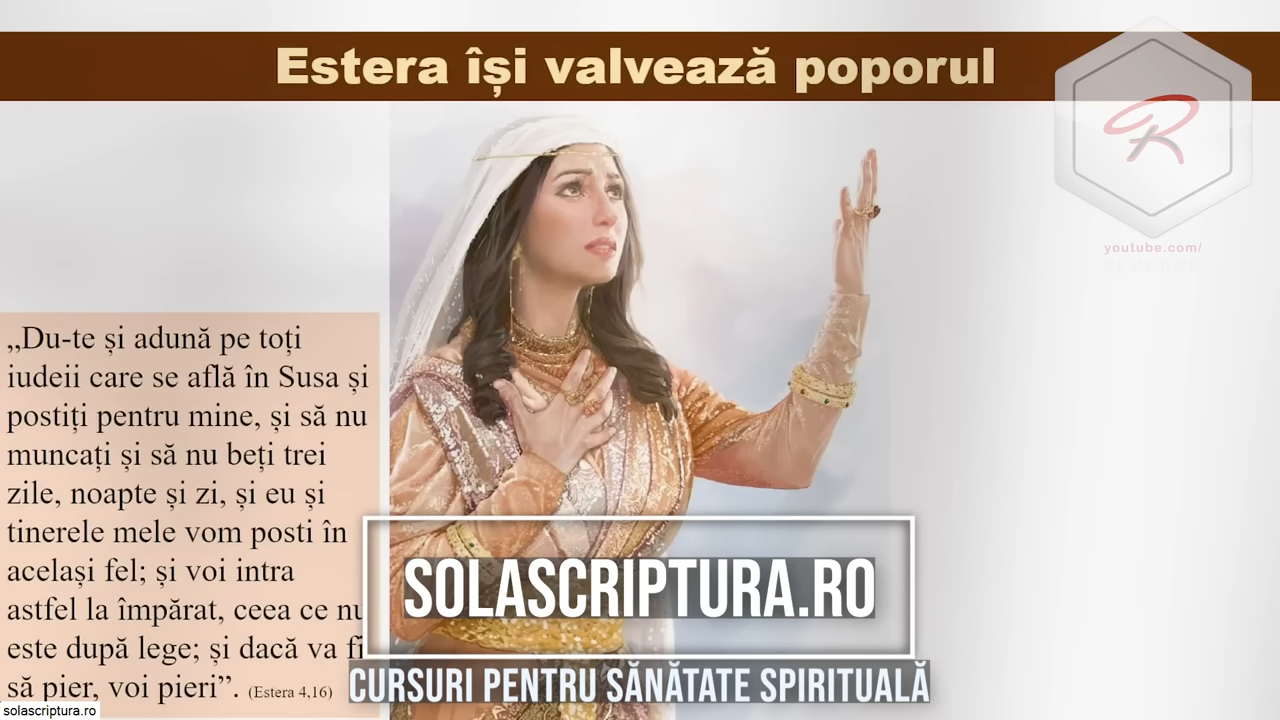 Estera își valvează poporul
R
youtube.com/
„Du-te și adună pe toți
iudeii care se află în Susa și
postiți pentru mine, și să nu
muncați și să nu beți trei
zile, noapte și zi, și eu și
tinerele mele vom posti în
același fel; și voi intra
astfel la împărat, ceea ce nu
este după lege; și dacă va fi
să pier, voi pieri”. (Estera 4,16)
SOLASCRIPTURA.RO
CURSURI PENTRU SĂNĂTATE SPIRITUALĂ
solascriptura.ro